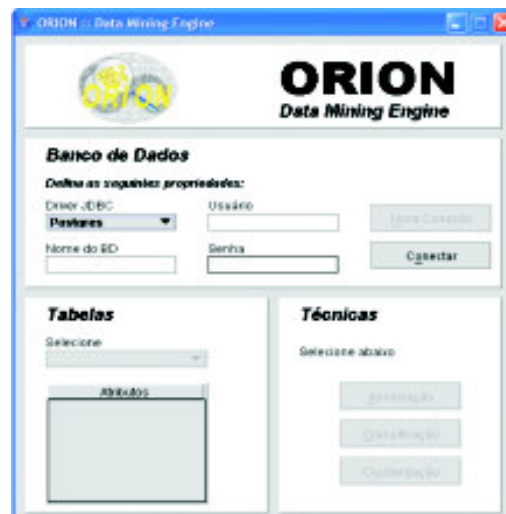 ORION :: Data Mining Engine
ORION
ORION
Data Mining Engine
Banco de Dados
Defina as seguintes propriedades:
Driver JDBC
Usuário
Postgres
Nova Conexão
Nome do BD
Senha
Conectar
Tabelas
Técnicas
Selecione
Selecione abaixo
Atributos
Associação
Classificação
Clusterização